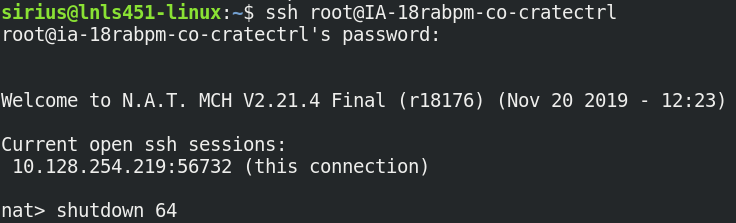 sirius@lnls451-linux:~$ ssh root@IA-18rabpm-co-cratectrl
root@ia-18rabpm-co-cratectrl's password:
Welcome to N.A.T. MCH V2.21.4 Final (r18176) (Nov 20 2019 - 12:23)
Current open ssh sessions:
10.128.254.219:56732 (this connection)
nat> shutdown 64